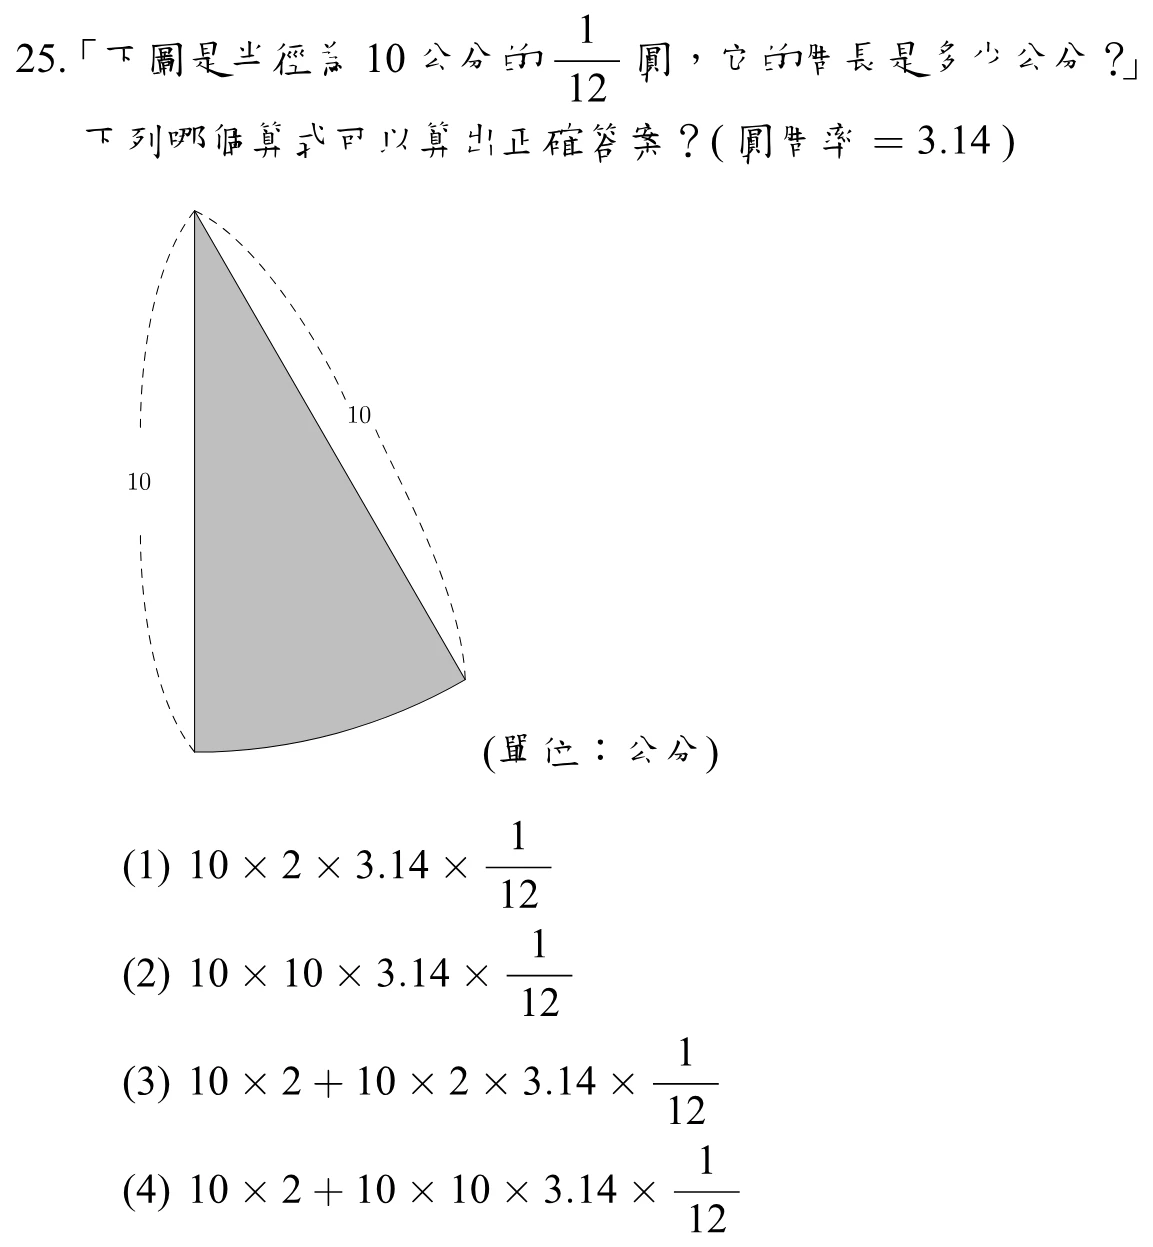 25.「下圖是半徑為 10 公分的 1/12 圓，它的周長是多少公分？」
下列哪個算式可以算出正確答案？( 圓周率 = 3.14 )
10
10
(單位：公分)
(1) 10 × 2 × 3.14 × 1/12
(2) 10 × 10 × 3.14 × 1/12
(3) 10 × 2 + 10 × 2 × 3.14 × 1/12
(4) 10 × 2 + 10 × 10 × 3.14 × 1/12